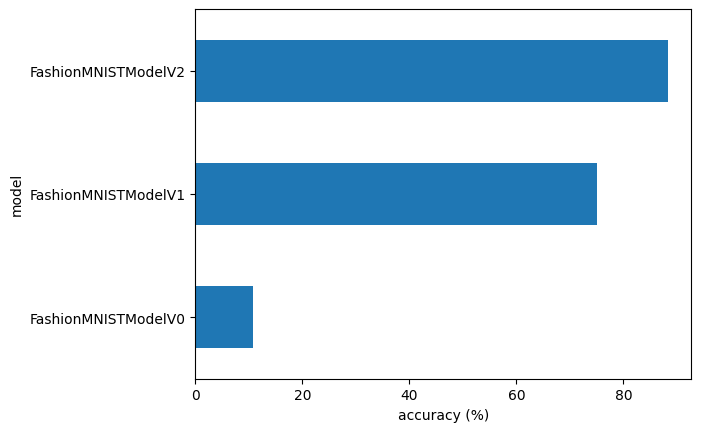 FashionMNISTModelV2
FashionMNISTModelV1
FashionMNISTModelV0
model
0 20 40 60 80
accuracy (%)